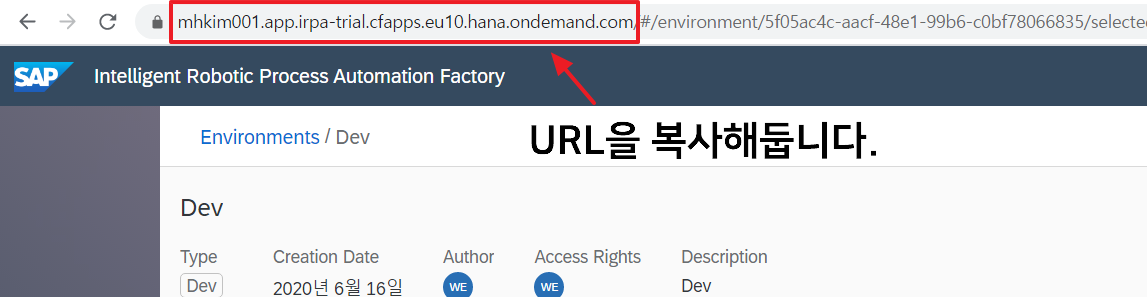 mhkim001.app.irpa-trial.cfapps.eu10.hana.ondemand.com/#/environment/5f05ac4c-aacf-48e1-99b6-c0bf78066835/selecte
SAP Intelligent Robotic Process Automation Factory
Environments / Dev
URL을 복사해둡니다.
Dev
Type Creation Date Author Access Rights Description
Dev 2020년 6월 16일 WE WE Dev